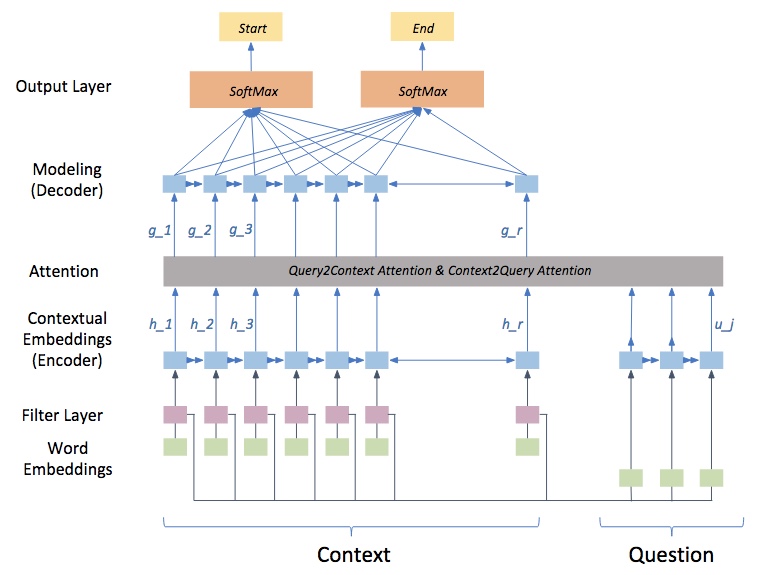 Start
End
Output Layer
SoftMax
SoftMax
Modeling
(Decoder)
g_1
g_2
g_3
g_r
Attention
Query2Context Attention & Context2Query Attention
Contextual
Embeddings
(Encoder)
h_1
h_2
h_3
h_r
u_j
Filter Layer
Word
Embeddings
Context
Question